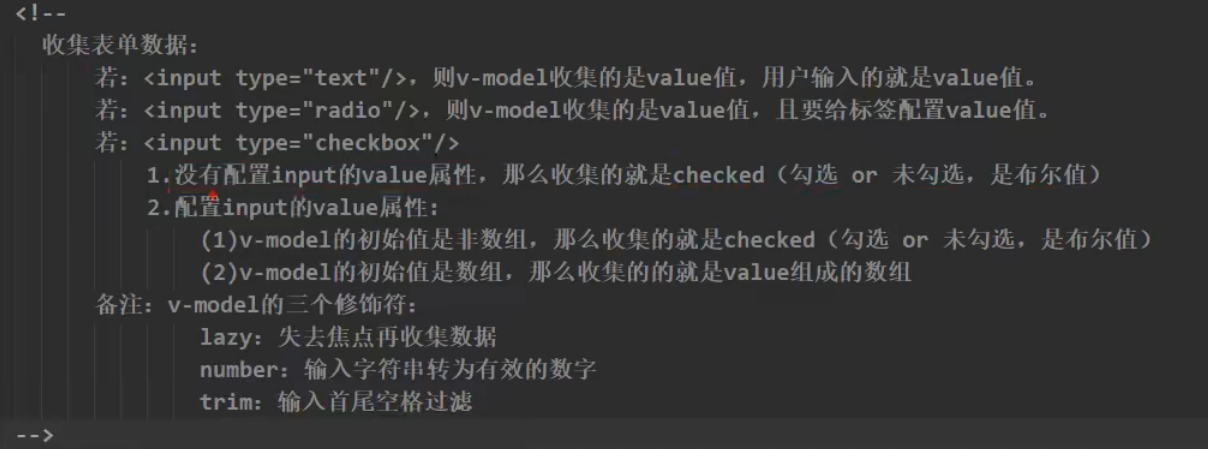 <!--
收集表单数据：
若：<input type="text"/>，则v-model收集的是value值，用户输入的就是value值。
若：<input type="radio"/>，则v-model收集的是value值，且要给标签配置value值。
若：<input type="checkbox"/>
1.没有配置input的value属性，那么收集的就是checked（勾选 or 未勾选，是布尔值）
2.配置input的value属性:
(1)v-model的初始值是非数组，那么收集的就是checked（勾选 or 未勾选，是布尔值）
(2)v-model的初始值是数组，那么收集的的就是value组成的数组
备注：v-model的三个修饰符：
lazy：失去焦点再收集数据
number：输入字符串转为有效的数字
trim：输入首尾空格过滤
-->